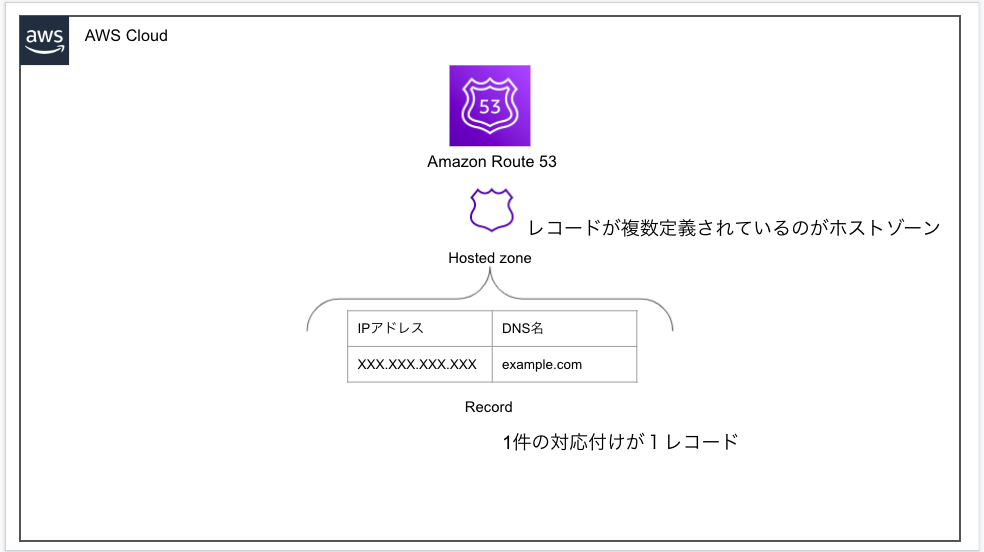 aws
AWS Cloud
53
Amazon Route 53
レコードが複数定義されているのがホストゾーン
Hosted zone
IPアドレス DNS名
XXX.XXX.XXX.XXX example.com
Record
1件の対応付けが１レコード